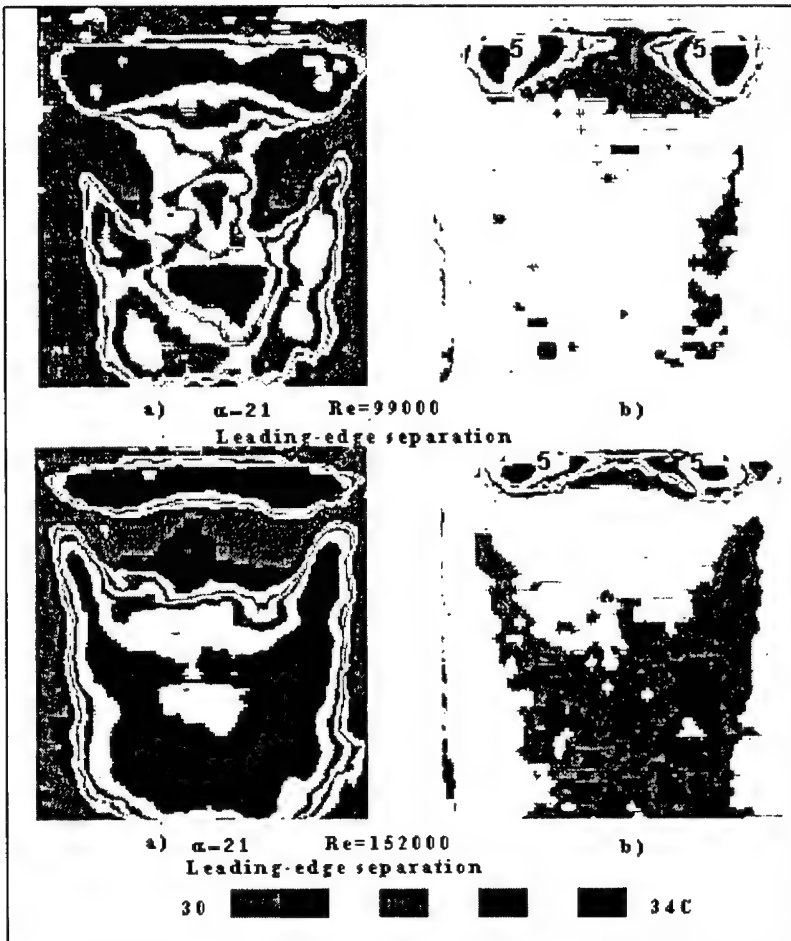 5 5
a) α-21 Re=99000 b)
Leading-edge separation
5 5
a) α-21 Re=152000 b)
Leading-edge separation
30 34C